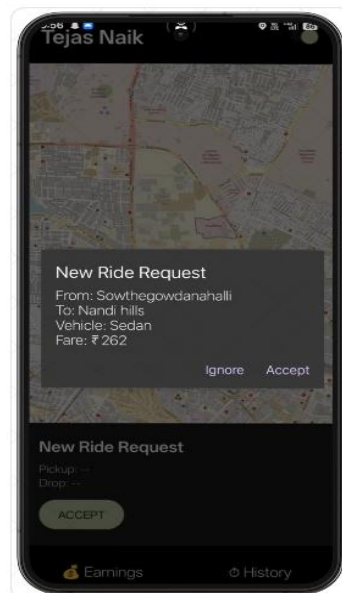 Tejas Naik
New Ride Request
From: Sowthegowdanahalli
To: Nandi hills
Vehicle: Sedan
Fare: ₹ 262
Ignore Accept
New Ride Request
Pickup: --
Drop: --
ACCEPT
Earnings History